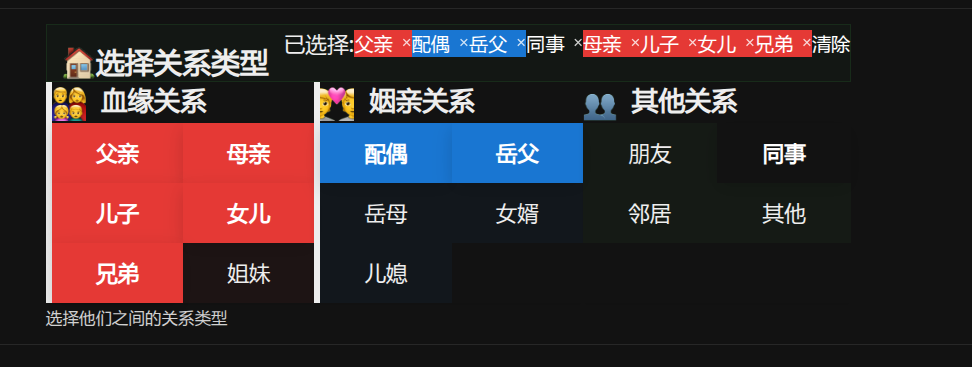 选择关系类型 已选择:父亲 ×配偶 ×岳父 ×同事 ×母亲 ×儿子 ×女儿 ×兄弟 ×清除
血缘关系 姻亲关系 其他关系
父亲 母亲 配偶 岳父 朋友 同事
儿子 女儿 岳母 女婿 邻居 其他
兄弟 姐妹 儿媳
选择他们之间的关系类型